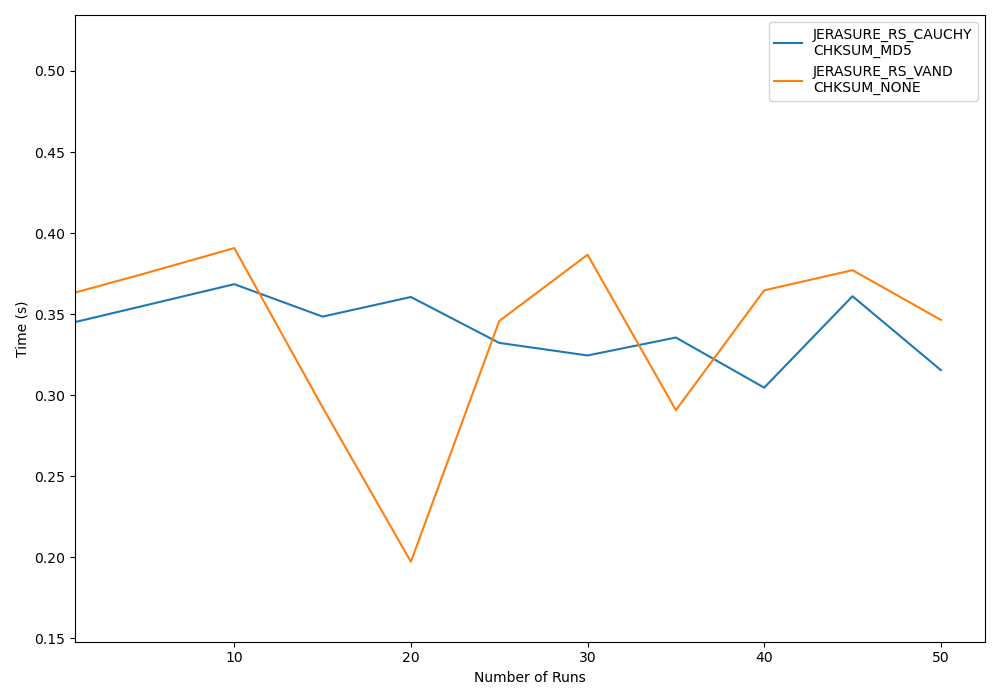 JERASURE_RS_CAUCHY
CHKSUM_MD5
JERASURE_RS_VAND
CHKSUM_NONE
0.50
0.45
0.40
0.35
0.30
0.25
0.20
0.15
Time (s)
10 20 30 40 50
Number of Runs